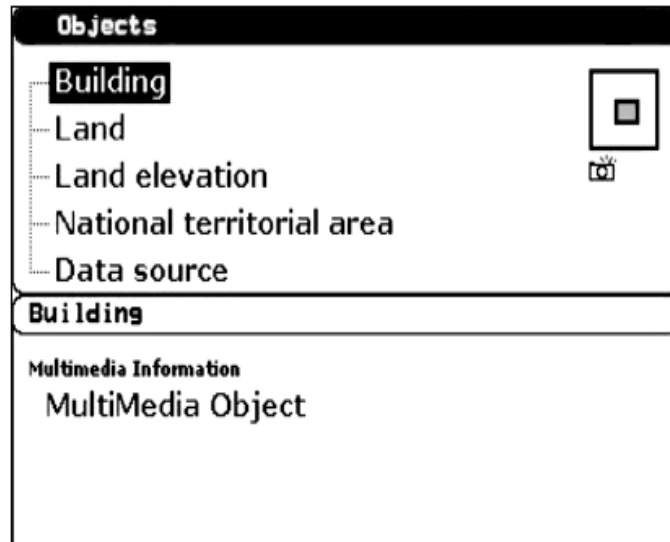 Objects
Building
Land
Land elevation
National territorial area
Data source
Building
Multimedia Information
MultiMedia Object